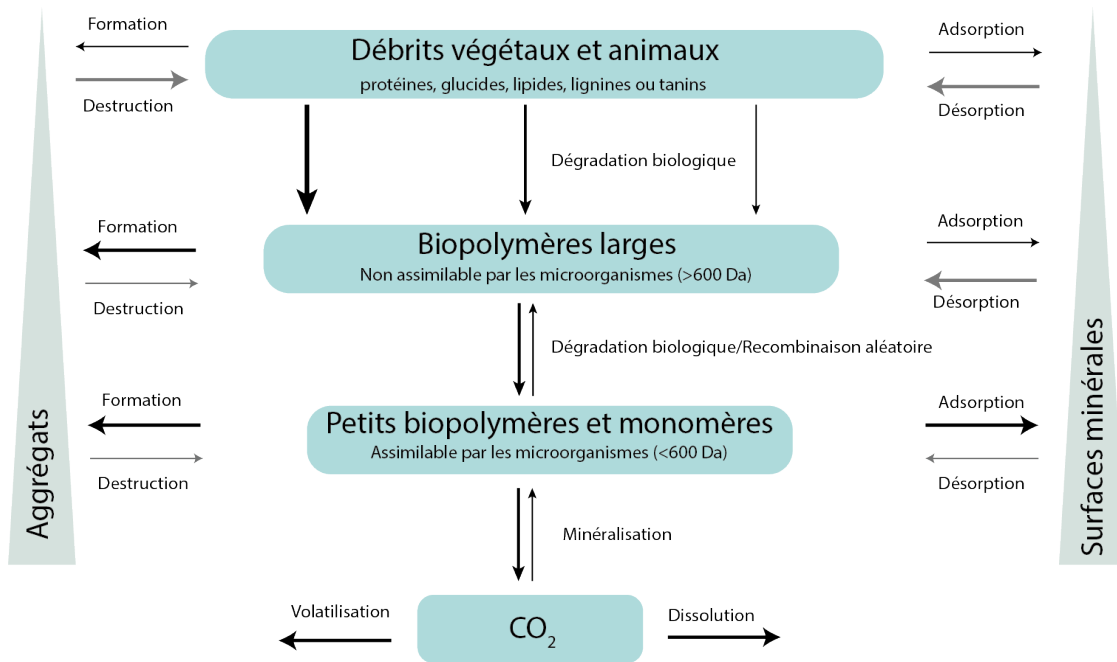 Formation
Débrits végétaux et animaux
Adsorption
protéines, glucides, lipides, lignines ou tanins
Destruction
Désorption
Dégradation biologique
Formation
Biopolymères larges
Adsorption
Non assimilable par les microorganismes (>600 Da)
Destruction
Désorption
Dégradation biologique/Recombinaison aléatoire
Formation
Petits biopolymères et monomères
Adsorption
Assimilable par les microorganismes (<600 Da)
Destruction
Désorption
Aggrégats
Surfaces minérales
Minéralisation
Volatilisation
CO₂
Dissolution